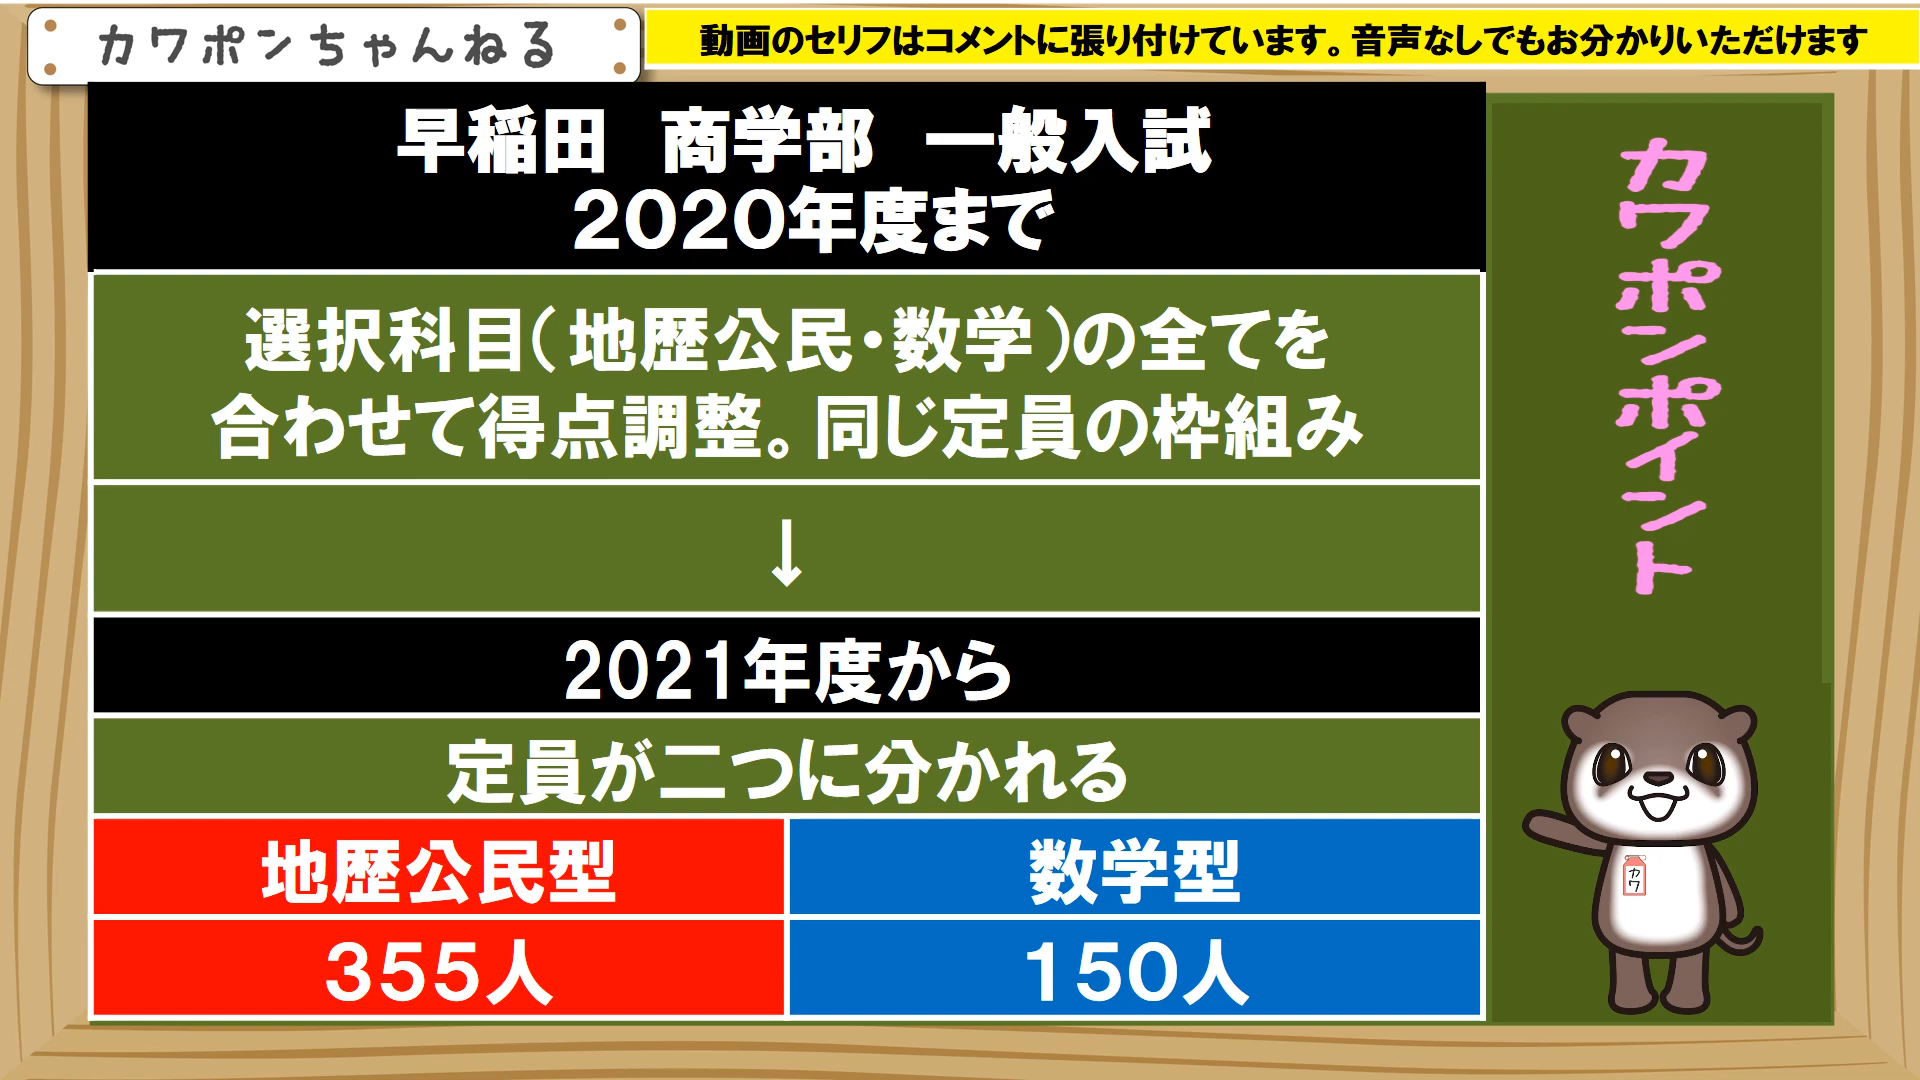 カワポンちゃんねる
動画のセリフはコメントに張り付けています。音声なしでもお分かりいただけます
早稲田　商学部　一般入試
2020年度まで
選択科目(地歴公民・数学)の全てを
合わせて得点調整。同じ定員の枠組み
↓
2021年度から
定員が二つに分かれる
地歴公民型
数学型
355人
150人
カワポンポイント
カワ